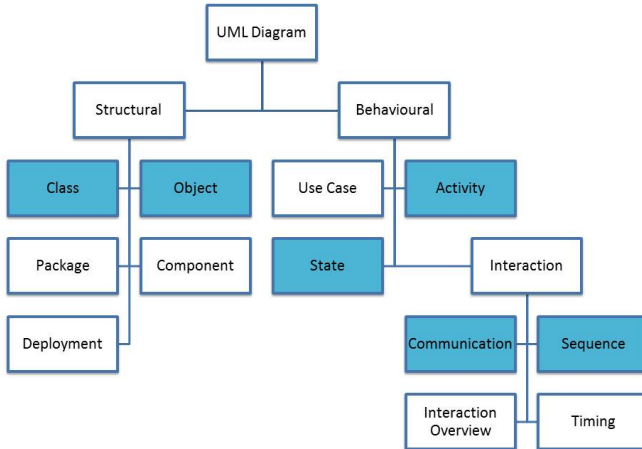 UML Diagram
Structural
Behavioural
Class
Object
Use Case
Activity
Package
Component
State
Interaction
Deployment
Communication
Sequence
Interaction
Overview
Timing